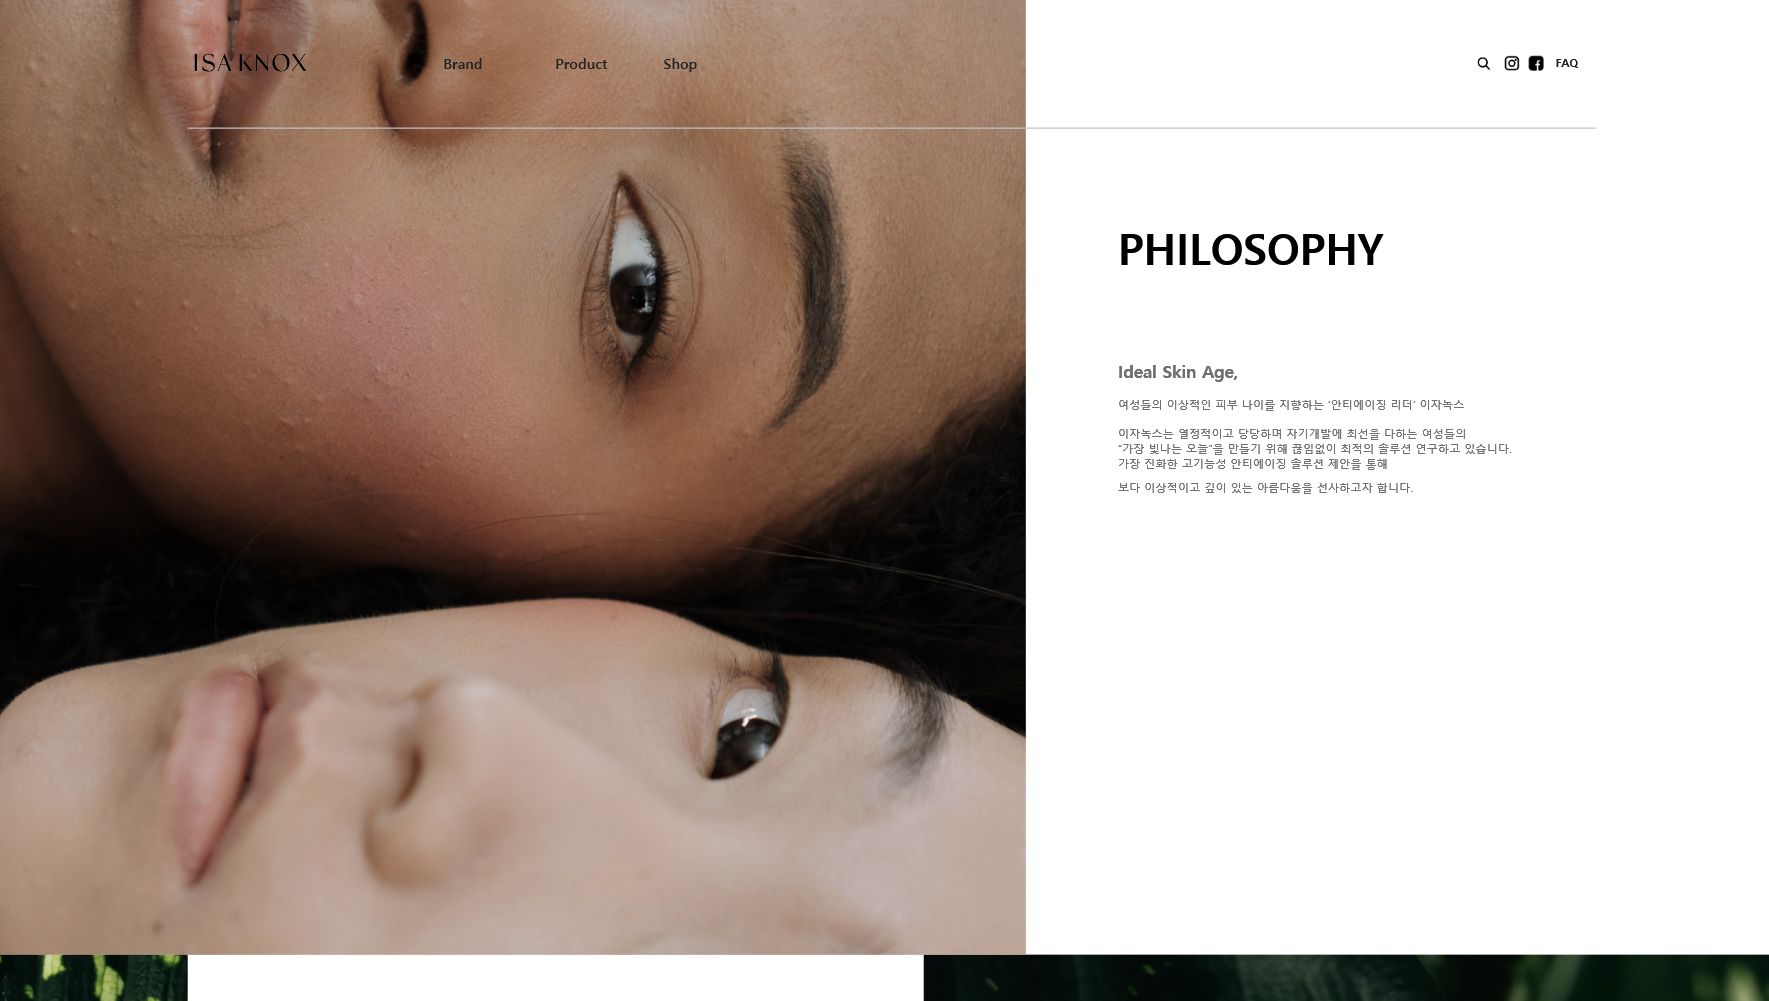 ISA KNOX
Brand
Product
Shop
FAQ
PHILOSOPHY
Ideal Skin Age,
여성들의 이상적인 피부 나이를 지향하는 '안티에이징 리더' 이자녹스
이자녹스는 열정적이고 당당하며 자기개발에 최선을 다하는 여성들의
"가장 빛나는 오늘"을 만들기 위해 끊임없이 최적의 솔루션 연구하고 있습니다.
가장 진화한 고기능성 안티에이징 솔루션 제안을 통해
보다 이상적이고 깊이 있는 아름다움을 선사하고자 합니다.